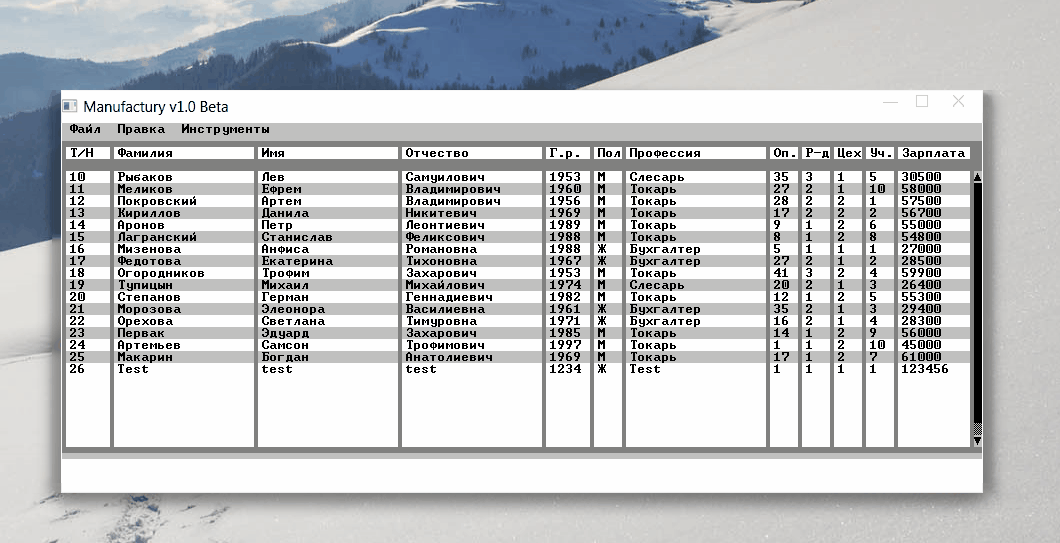 Manufactury v1.0 Beta
Файл Правка Инструменты
Т/Н Фамилия Имя Отчество Г.р. Пол Профессия Оп. Р-д Цех Уч. Зарплата
10 Рыбаков Лев Самуилович 1953 М Слесарь 35 3 1 5 30500
11 Меликов Ефрем Владимирович 1960 М Токарь 27 2 1 10 58000
12 Покровский Артем Владимирович 1956 М Токарь 28 2 2 1 57500
13 Кириллов Данила Никитевич 1969 М Токарь 17 2 2 2 56700
14 Аронов Петр Леонтиевич 1989 М Токарь 9 1 2 6 55000
15 Лагранский Станислав Феликсович 1988 М Токарь 8 1 2 8 54800
16 Мизенова Анфиса Романовна 1988 Ж Бухгалтер 5 1 1 1 27000
17 Федотова Екатерина Тихоновна 1967 Ж Бухгалтер 27 2 1 2 28500
18 Огородников Трофим Захарович 1953 М Токарь 41 3 2 4 59900
19 Тупицын Михаил Михайлович 1974 М Слесарь 20 2 1 3 26400
20 Степанов Герман Геннадиевич 1982 М Токарь 12 1 2 5 55300
21 Морозова Элеонора Василиевна 1961 Ж Бухгалтер 35 2 1 3 29400
22 Орехова Светлана Тимуровна 1971 Ж Бухгалтер 16 2 1 4 28300
23 Первак Эдуард Захарович 1985 М Токарь 14 1 2 9 56000
24 Артемьев Самсон Трофимович 1997 М Токарь 1 1 2 10 45000
25 Макарин Богдан Анатолиевич 1969 М Токарь 17 1 2 7 61000
26 Test test test 1234 Ж Test 1 1 1 1 123456